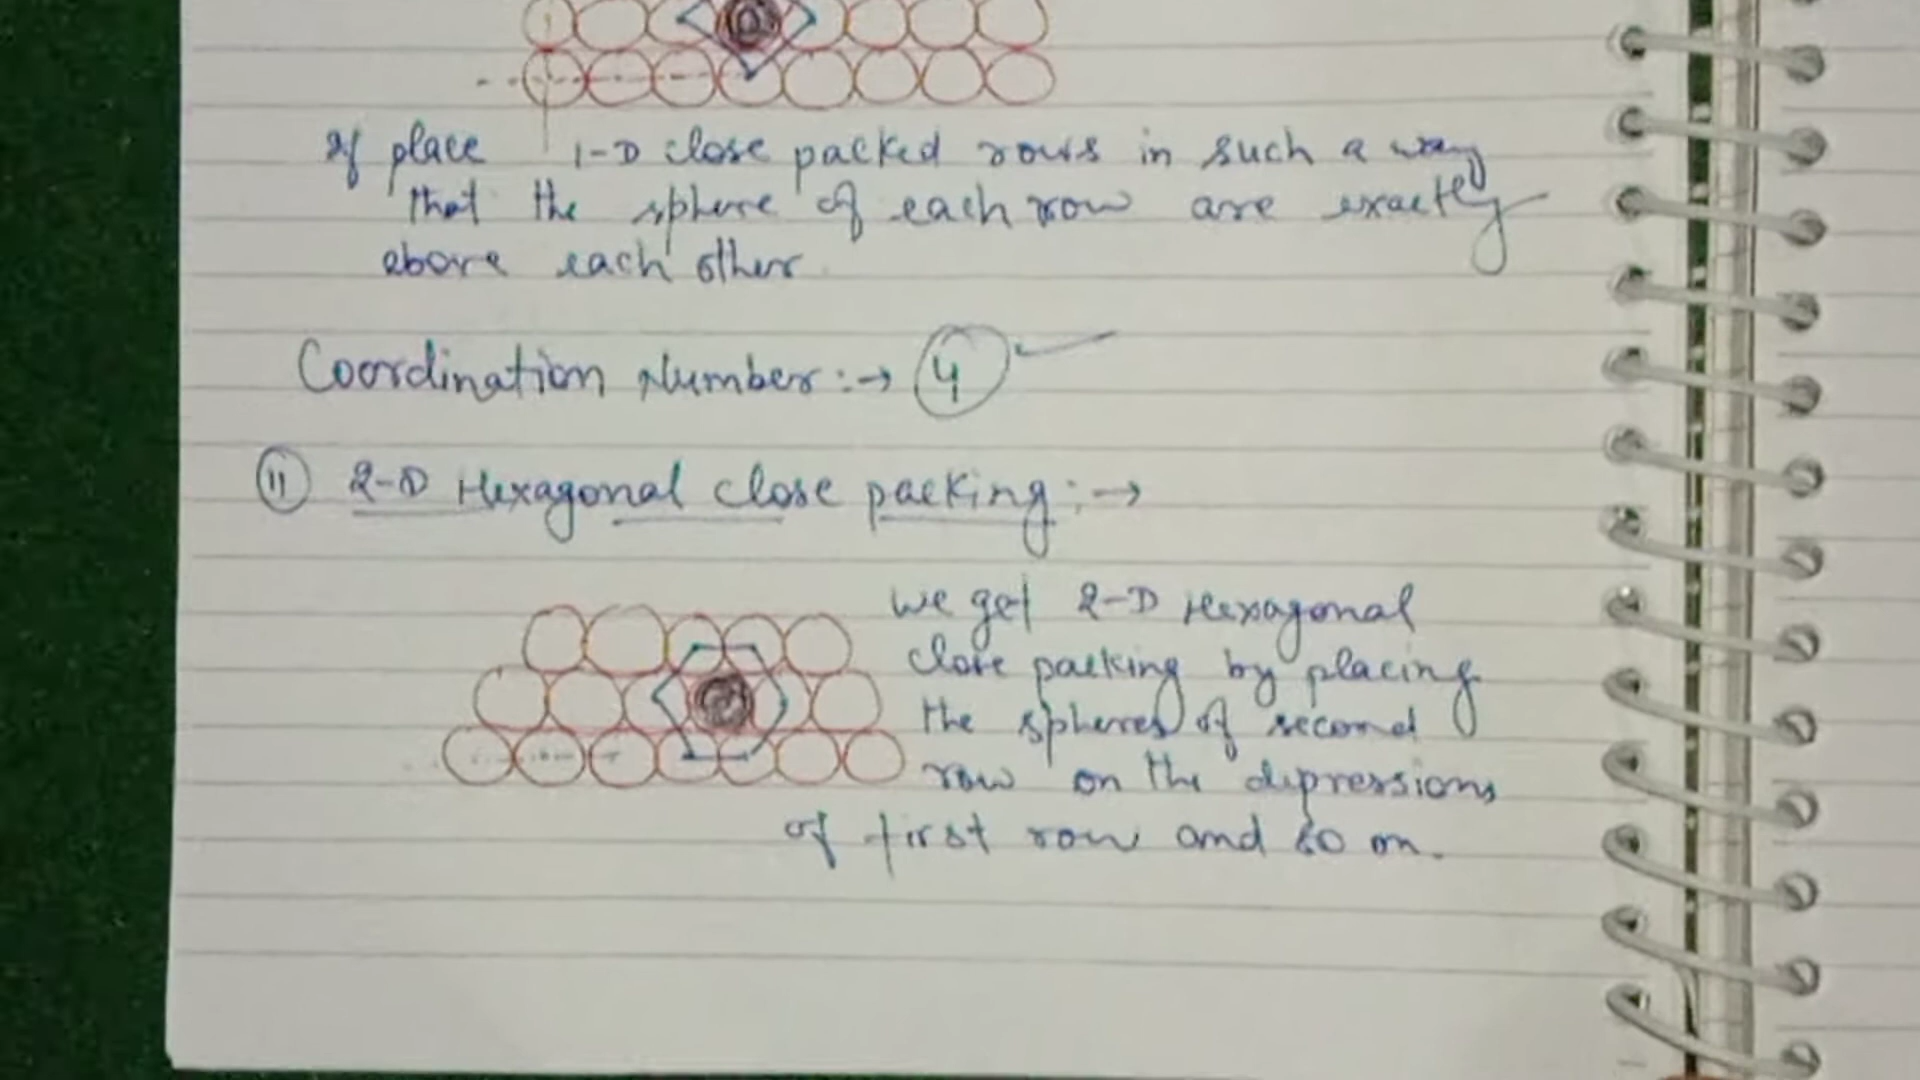 If place 1-D close packed rows in such a way
that the sphere of each row are exactly
above each other
Coordination Number :→ 4
(ii) 2-D Hexagonal close packing :→
We get 2-D Hexagonal
close packing by placing
the spheres of second
row on the depressions
of first row and so on.